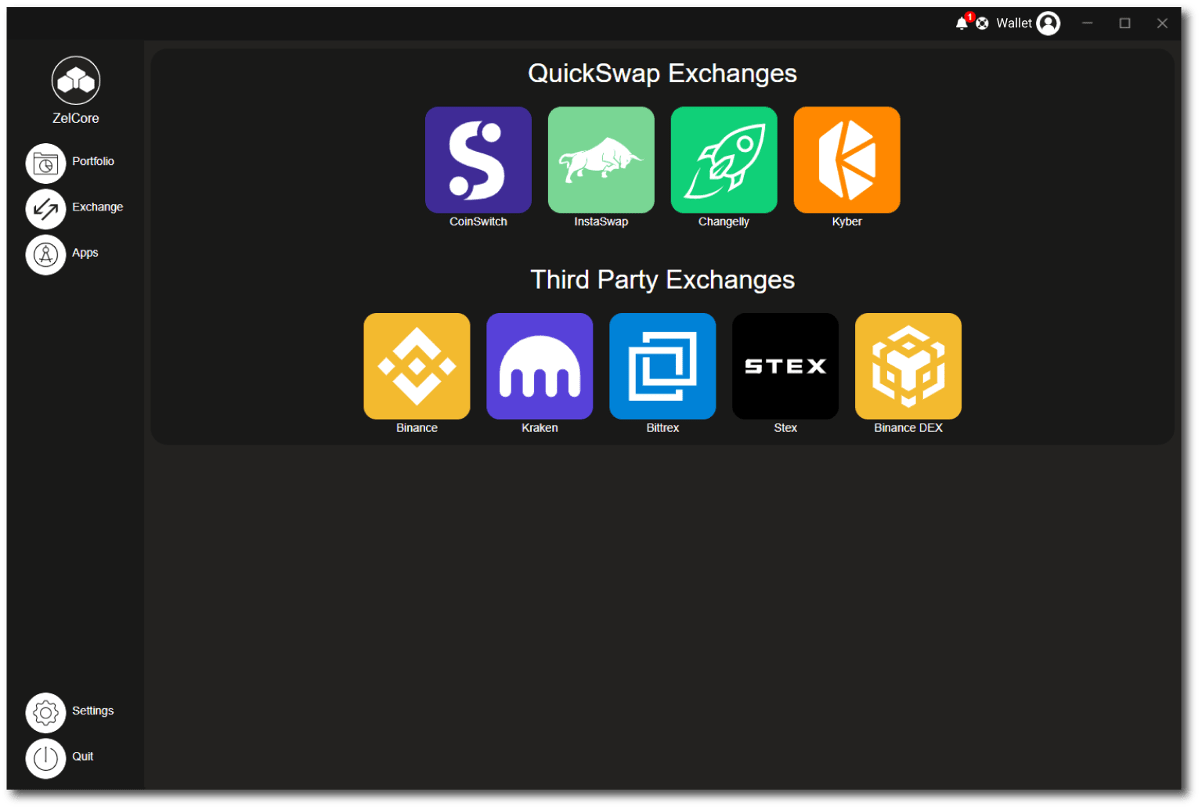 1
Wallet
ZelCore
Portfolio
Exchange
Apps
QuickSwap Exchanges
CoinSwitch
InstaSwap
Changelly
Kyber
Third Party Exchanges
STEX
Binance
Kraken
Bittrex
Stex
Binance DEX
Settings
Quit